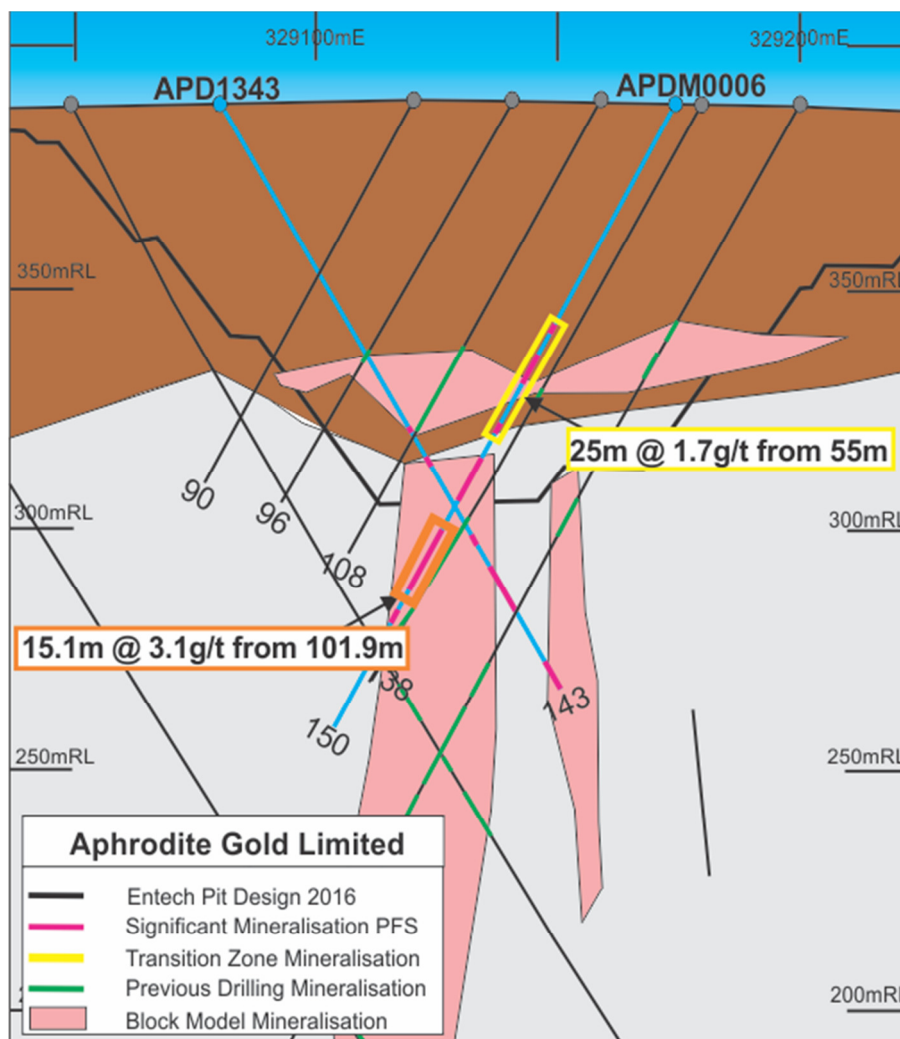 329100mE
329200mE
APD1343
APDM0006
350mRL
350mRL
25m @ 1.7g/t from 55m
90
96
300mRL
300mRL
108
15.1m @ 3.1g/t from 101.9m
38
143
150
250mRL
250mRL
Aphrodite Gold Limited
Entech Pit Design 2016
Significant Mineralisation PFS
Transition Zone Mineralisation
Previous Drilling Mineralisation
200mRL
Block Model Mineralisation